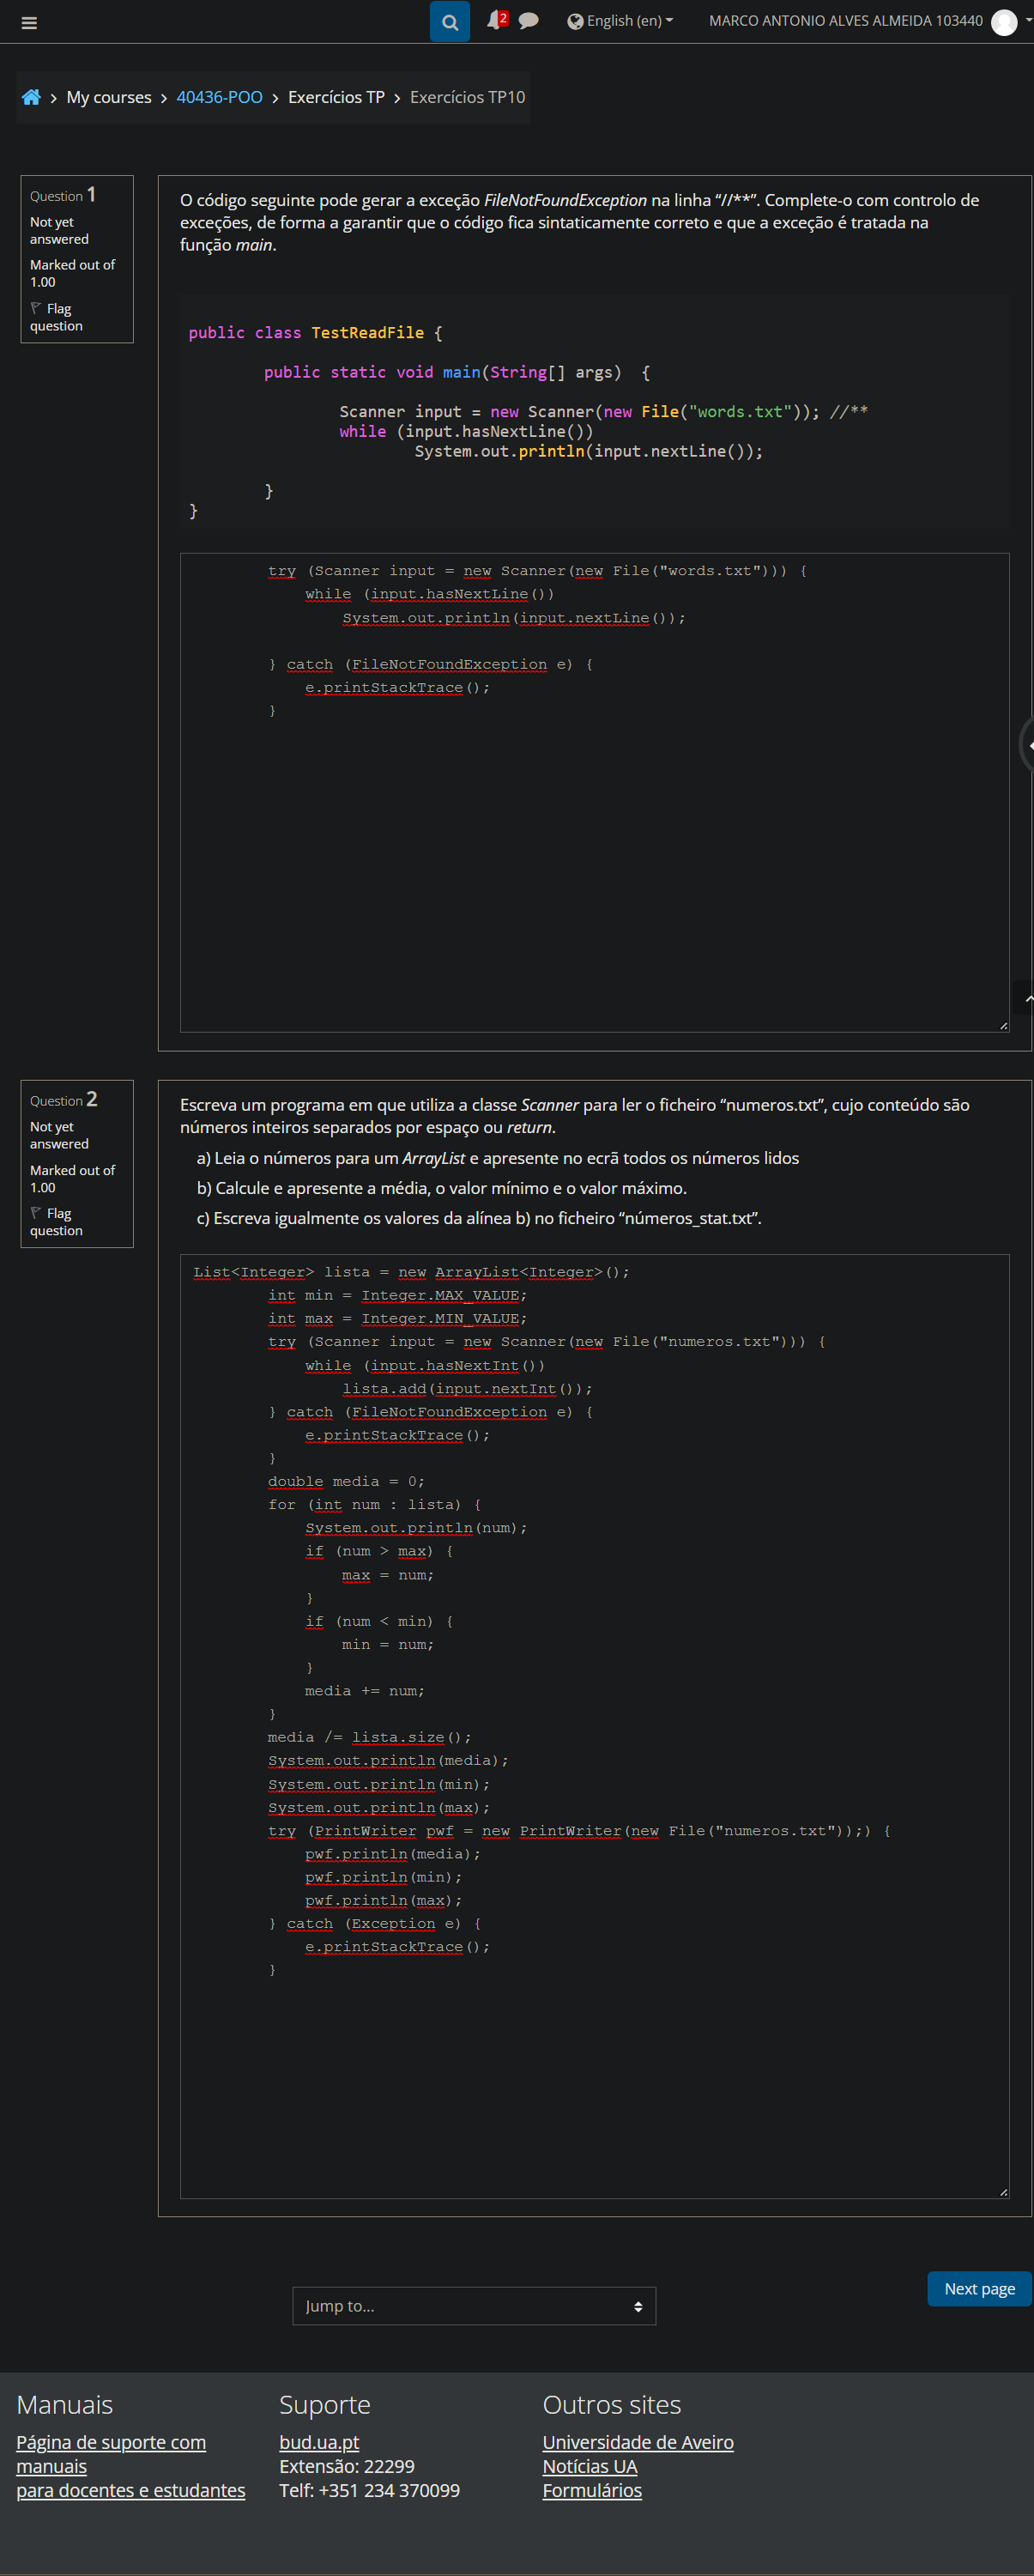 2
English (en)
MARCO ANTONIO ALVES ALMEIDA 103440
My courses
40436-POO
Exercícios TP
Exercícios TP10
Question 1
Not yet
answered
Marked out of
1.00
Flag
question
O código seguinte pode gerar a exceção FileNotFoundException na linha “//**”. Complete-o com controlo de
exceções, de forma a garantir que o código fica sintaticamente correto e que a exceção é tratada na
função main.
public class TestReadFile {
public static void main(String[] args)  {
Scanner input = new Scanner(new File("words.txt")); //**
while (input.hasNextLine())
System.out.println(input.nextLine());
}
}
try (Scanner input = new Scanner(new File("words.txt"))) {
while (input.hasNextLine())
System.out.println(input.nextLine());
} catch (FileNotFoundException e) {
e.printStackTrace();
}
Question 2
Not yet
answered
Marked out of
1.00
Flag
question
Escreva um programa em que utiliza a classe Scanner para ler o ficheiro “numeros.txt”, cujo conteúdo são
números inteiros separados por espaço ou return.
a) Leia o números para um ArrayList e apresente no ecrã todos os números lidos
b) Calcule e apresente a média, o valor mínimo e o valor máximo.
c) Escreva igualmente os valores da alínea b) no ficheiro “números_stat.txt”.
List<Integer> lista = new ArrayList<Integer>();
int min = Integer.MAX_VALUE;
int max = Integer.MIN_VALUE;
try (Scanner input = new Scanner(new File("numeros.txt"))) {
while (input.hasNextInt())
lista.add(input.nextInt());
} catch (FileNotFoundException e) {
e.printStackTrace();
}
double media = 0;
for (int num : lista) {
System.out.println(num);
if (num > max) {
max = num;
}
if (num < min) {
min = num;
}
media += num;
}
media /= lista.size();
System.out.println(media);
System.out.println(min);
System.out.println(max);
try (PrintWriter pwf = new PrintWriter(new File("numeros.txt"));) {
pwf.println(media);
pwf.println(min);
pwf.println(max);
} catch (Exception e) {
e.printStackTrace();
}
Next page
Jump to...
Manuais
Página de suporte com
manuais
para docentes e estudantes
Suporte
bud.ua.pt
Extensão: 22299
Telf: +351 234 370099
Outros sites
Universidade de Aveiro
Notícias UA
Formulários